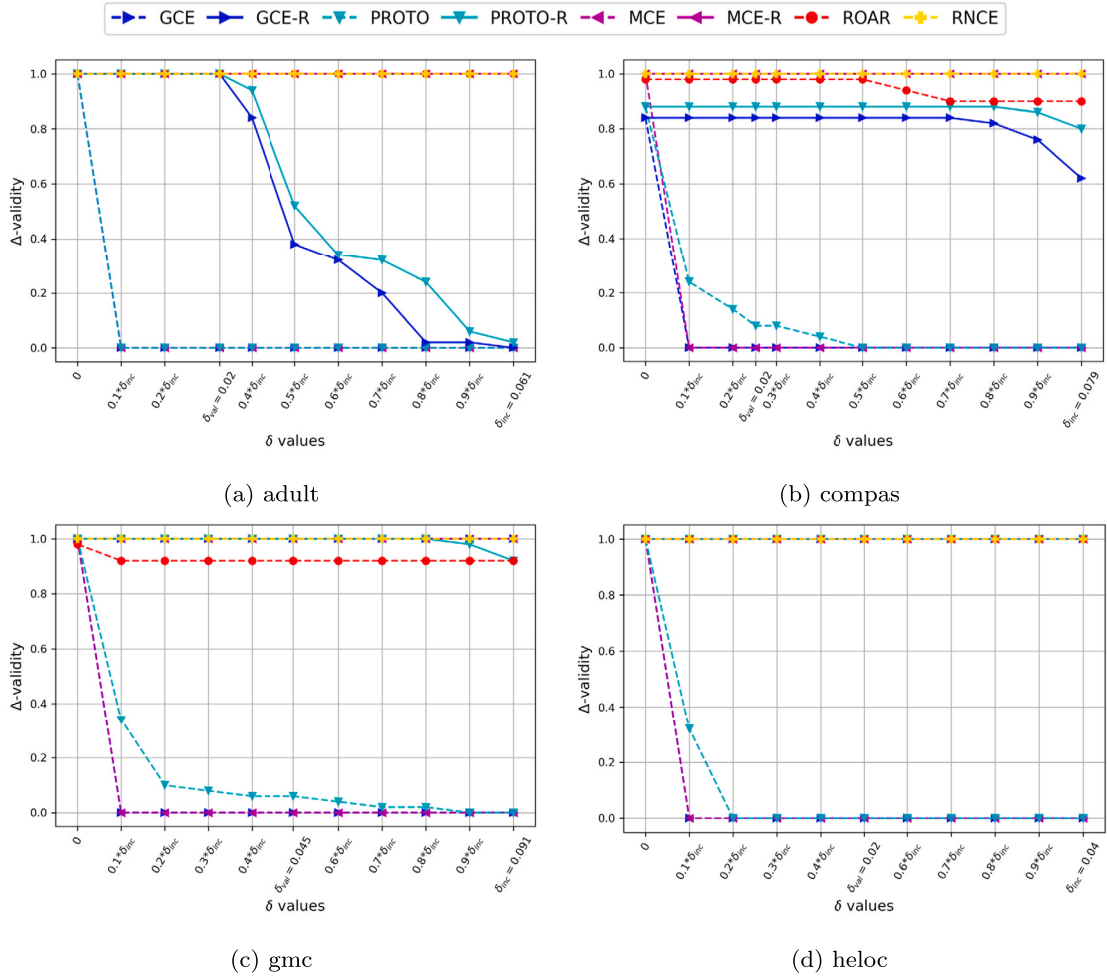 GCE GCE-R PROTO PROTO-R MCE MCE-R ROAR RNCE
1.0
0.8
0.6
0.4
0.2
0.0
Δ-validity
0 0.1*δinc 0.2*δinc δval = 0.02 0.4*δinc 0.5*δinc 0.6*δinc 0.7*δinc 0.8*δinc 0.9*δinc δinc = 0.061
δ values
(a) adult
1.0
0.8
0.6
0.4
0.2
0.0
Δ-validity
0 0.1*δinc 0.2*δinc δval = 0.02 0.3*δinc 0.4*δinc 0.5*δinc 0.6*δinc 0.7*δinc 0.8*δinc 0.9*δinc δinc = 0.079
δ values
(b) compas
1.0
0.8
0.6
0.4
0.2
0.0
Δ-validity
0 0.1*δinc 0.2*δinc 0.3*δinc 0.4*δinc δval = 0.045 0.6*δinc 0.7*δinc 0.8*δinc 0.9*δinc δinc = 0.091
δ values
(c) gmc
1.0
0.8
0.6
0.4
0.2
0.0
Δ-validity
0 0.1*δinc 0.2*δinc 0.3*δinc 0.4*δinc δval = 0.02 0.6*δinc 0.7*δinc 0.8*δinc 0.9*δinc δinc = 0.04
δ values
(d) heloc